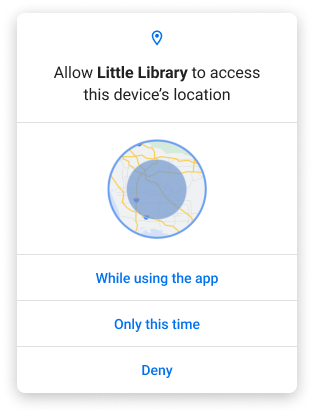 Allow Little Library to access
this device’s location
While using the app
Only this time
Deny